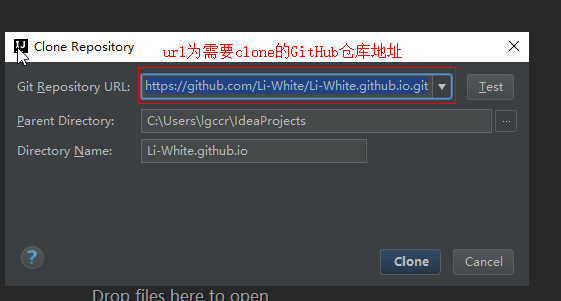 Clone Repository
url为需要clone的GitHub仓库地址
Git Repository URL: https://github.com/Li-White/Li-White.github.io.git Test
Parent Directory: C:\Users\lgccr\IdeaProjects ...
Directory Name: Li-White.github.io
? Clone Cancel
Drop files here to open